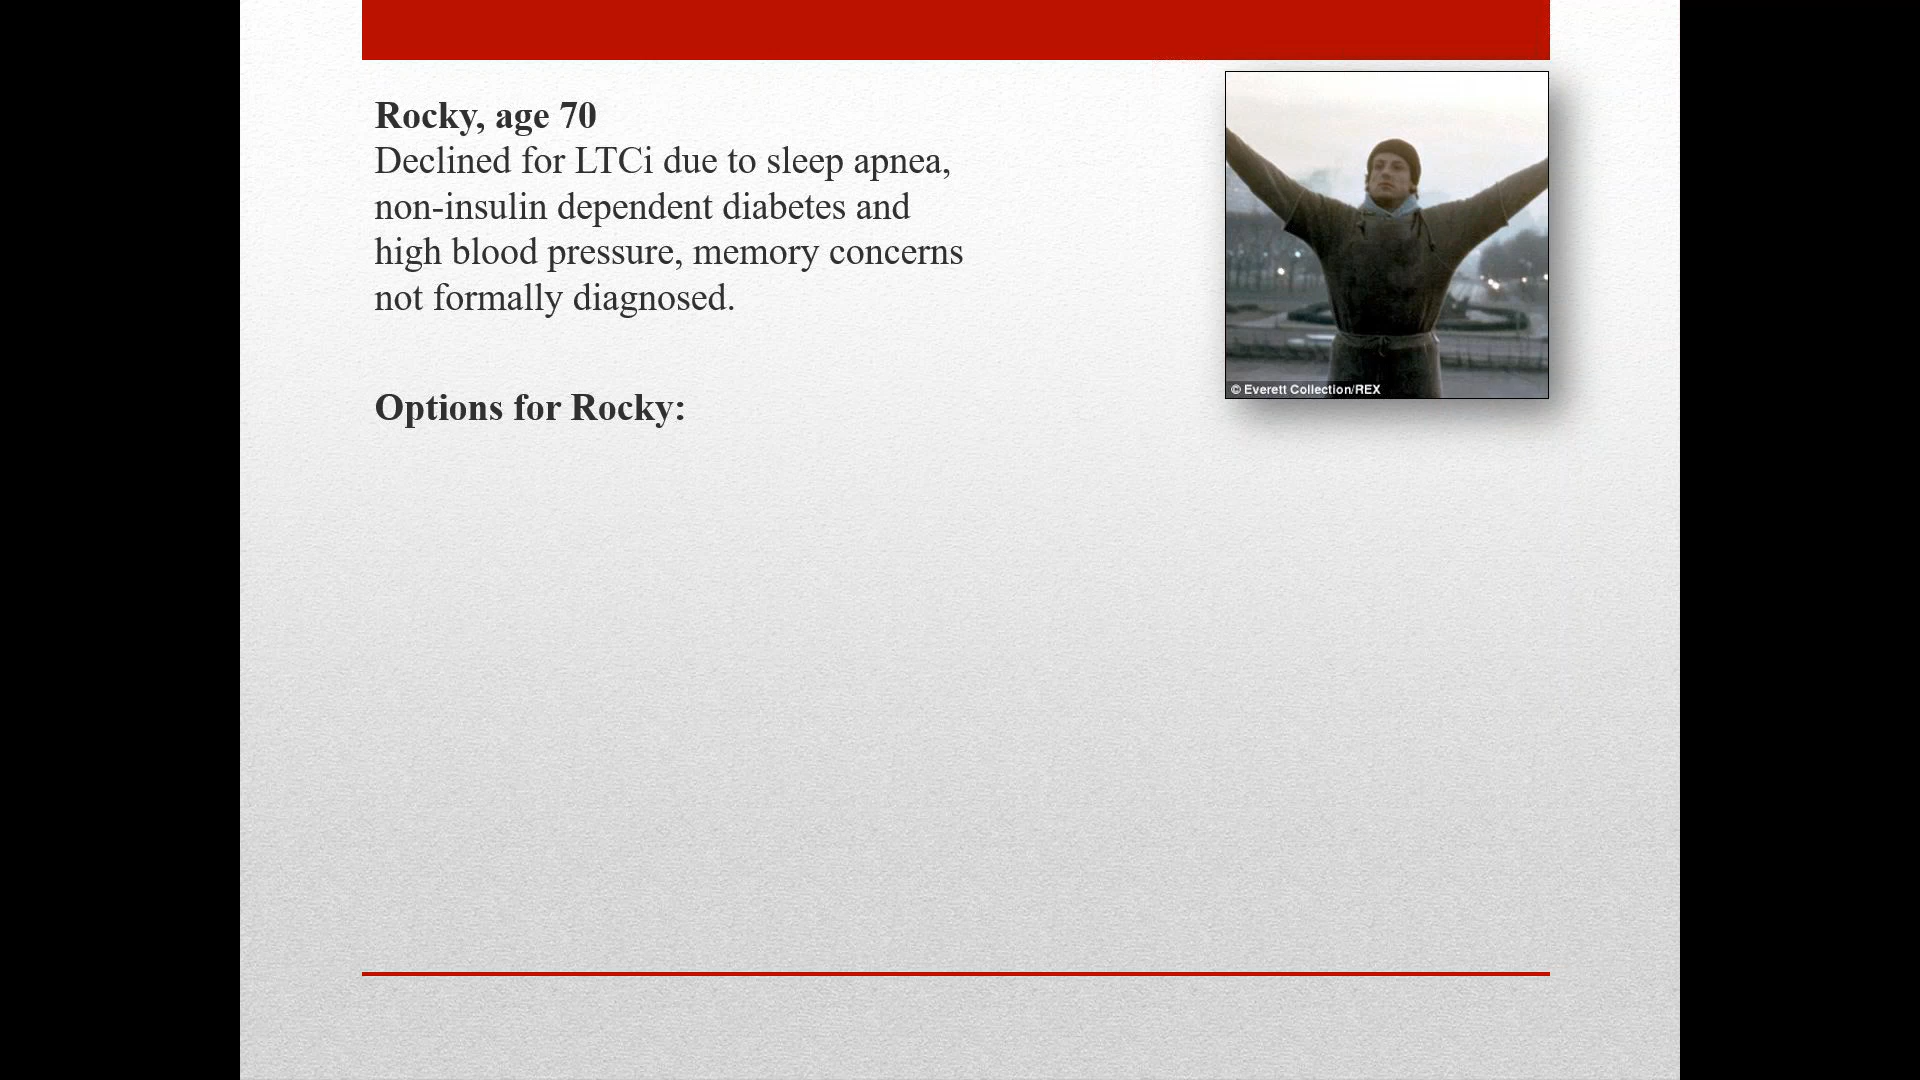 Rocky, age 70
Declined for LTCi due to sleep apnea,
non-insulin dependent diabetes and
high blood pressure, memory concerns
not formally diagnosed.
Options for Rocky:
© Everett Collection/REX